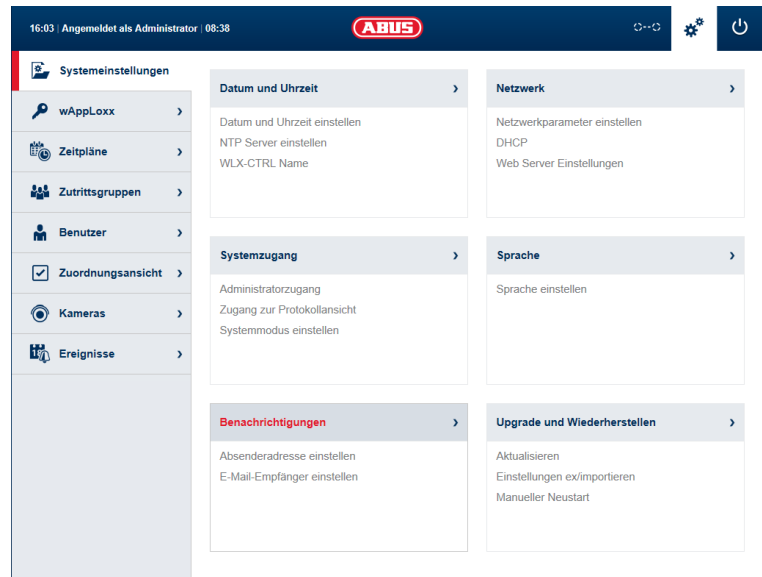 16:03 | Angemeldet als Administrator | 08:38
ABUS
Systemeinstellungen
wAppLoxx
Zeitpläne
Zutrittsgruppen
Benutzer
Zuordnungsansicht
Kameras
Ereignisse
Datum und Uhrzeit
Datum und Uhrzeit einstellen
NTP Server einstellen
WLX-CTRL Name
Netzwerk
Netzwerkparameter einstellen
DHCP
Web Server Einstellungen
Systemzugang
Administratorzugang
Zugang zur Protokollansicht
Systemmodus einstellen
Sprache
Sprache einstellen
Benachrichtigungen
Absenderadresse einstellen
E-Mail-Empfänger einstellen
Upgrade und Wiederherstellen
Aktualisieren
Einstellungen ex/importieren
Manueller Neustart